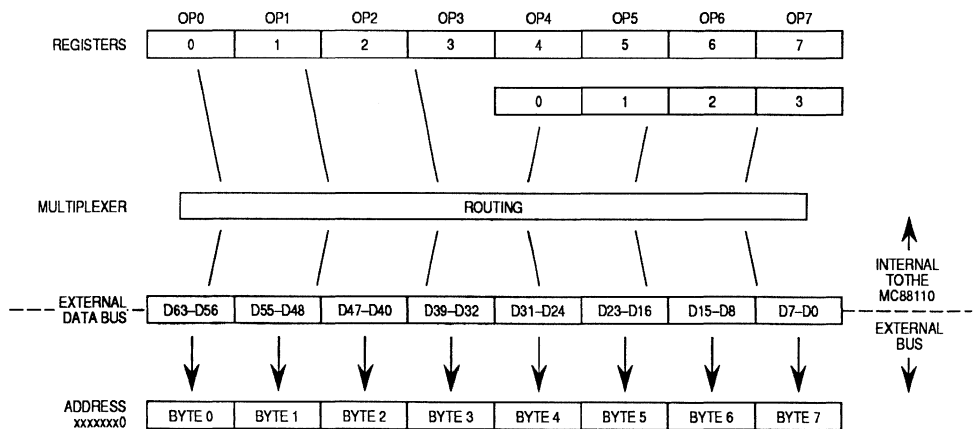 OP0 OP1 OP2 OP3 OP4 OP5 OP6 OP7
REGISTERS 0 1 2 3 4 5 6 7
0 1 2 3
MULTIPLEXER ROUTING
INTERNAL
TOTHE
MC88110
EXTERNAL
DATA BUS
D63–D56 D55–D48 D47–D40 D39–D32 D31–D24 D23–D16 D15–D8 D7–D0
EXTERNAL
BUS
ADDRESS
xxxxxxx0
BYTE 0 BYTE 1 BYTE 2 BYTE 3 BYTE 4 BYTE 5 BYTE 6 BYTE 7